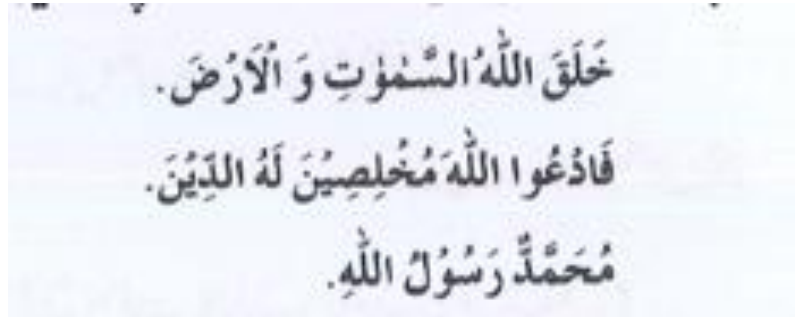 خَلَقَ اللّٰهُ السَّمٰوٰتِ وَ الْاَرْضَ.
فَادْعُوا اللّٰهَ مُخْلِصِيْنَ لَهُ الدِّيْنَ.
مُحَمَّدٌ رَسُوْلُ اللّٰهِ.